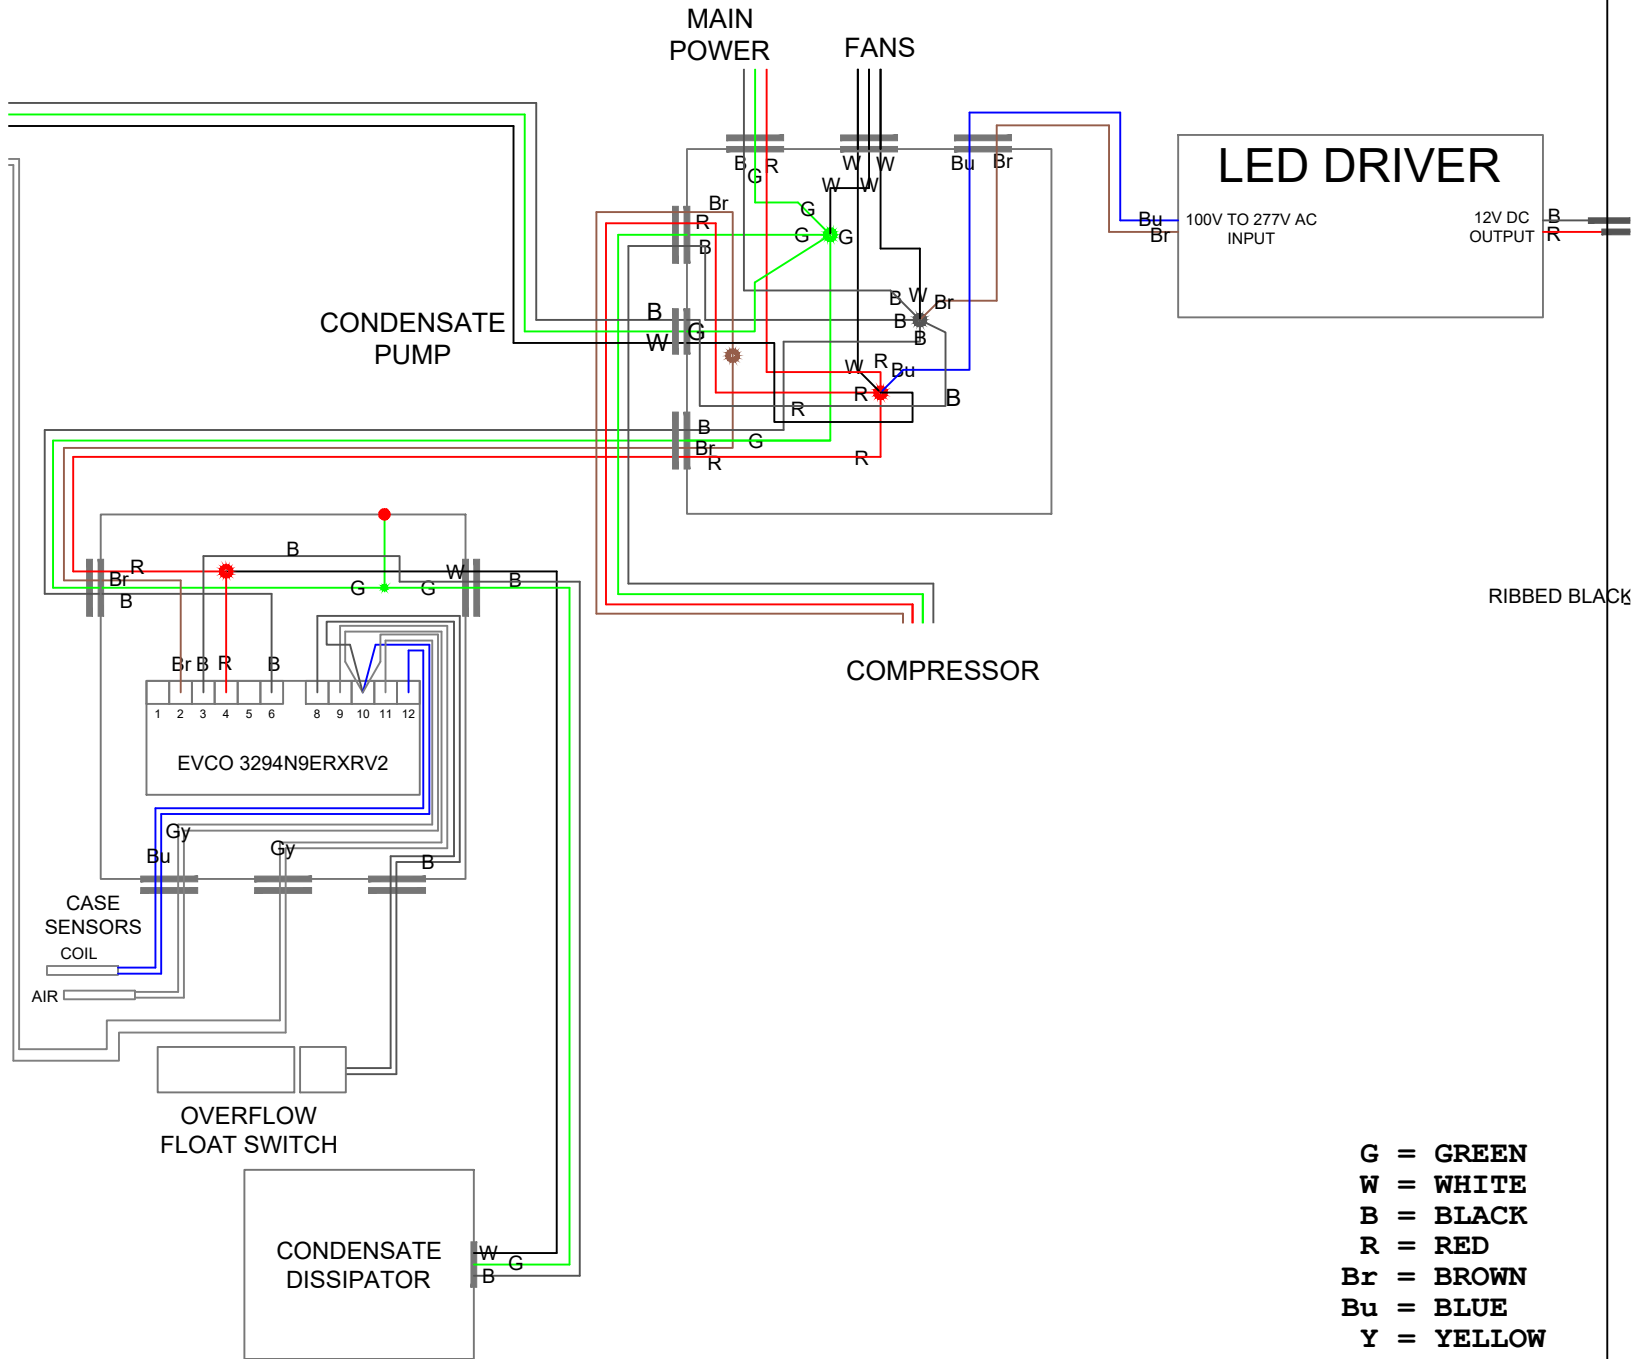 MAIN
POWER
FANS
B
G
R
W
W
W
W
Bu
Br
LED DRIVER
100V TO 277V AC
INPUT
12V DC
OUTPUT
Bu
Br
B
R
Br
R
B
G
G
G
CONDENSATE
PUMP
B
W
G
B
W
Br
B
B
W
R
Bu
R
B
R
B
G
Br
R
R
R
Br
B
B
G
G
W
B
Br
B
R
B
1
2
3
4
5
6
8
9
10
11
12
EVCO 3294N9ERXRV2
COMPRESSOR
RIBBED BLACK
Gy
Bu
Gy
B
CASE
SENSORS
COIL
AIR
OVERFLOW
FLOAT SWITCH
CONDENSATE
DISSIPATOR
W
G
B
G = GREEN
W = WHITE
B = BLACK
R = RED
Br = BROWN
Bu = BLUE
Y = YELLOW